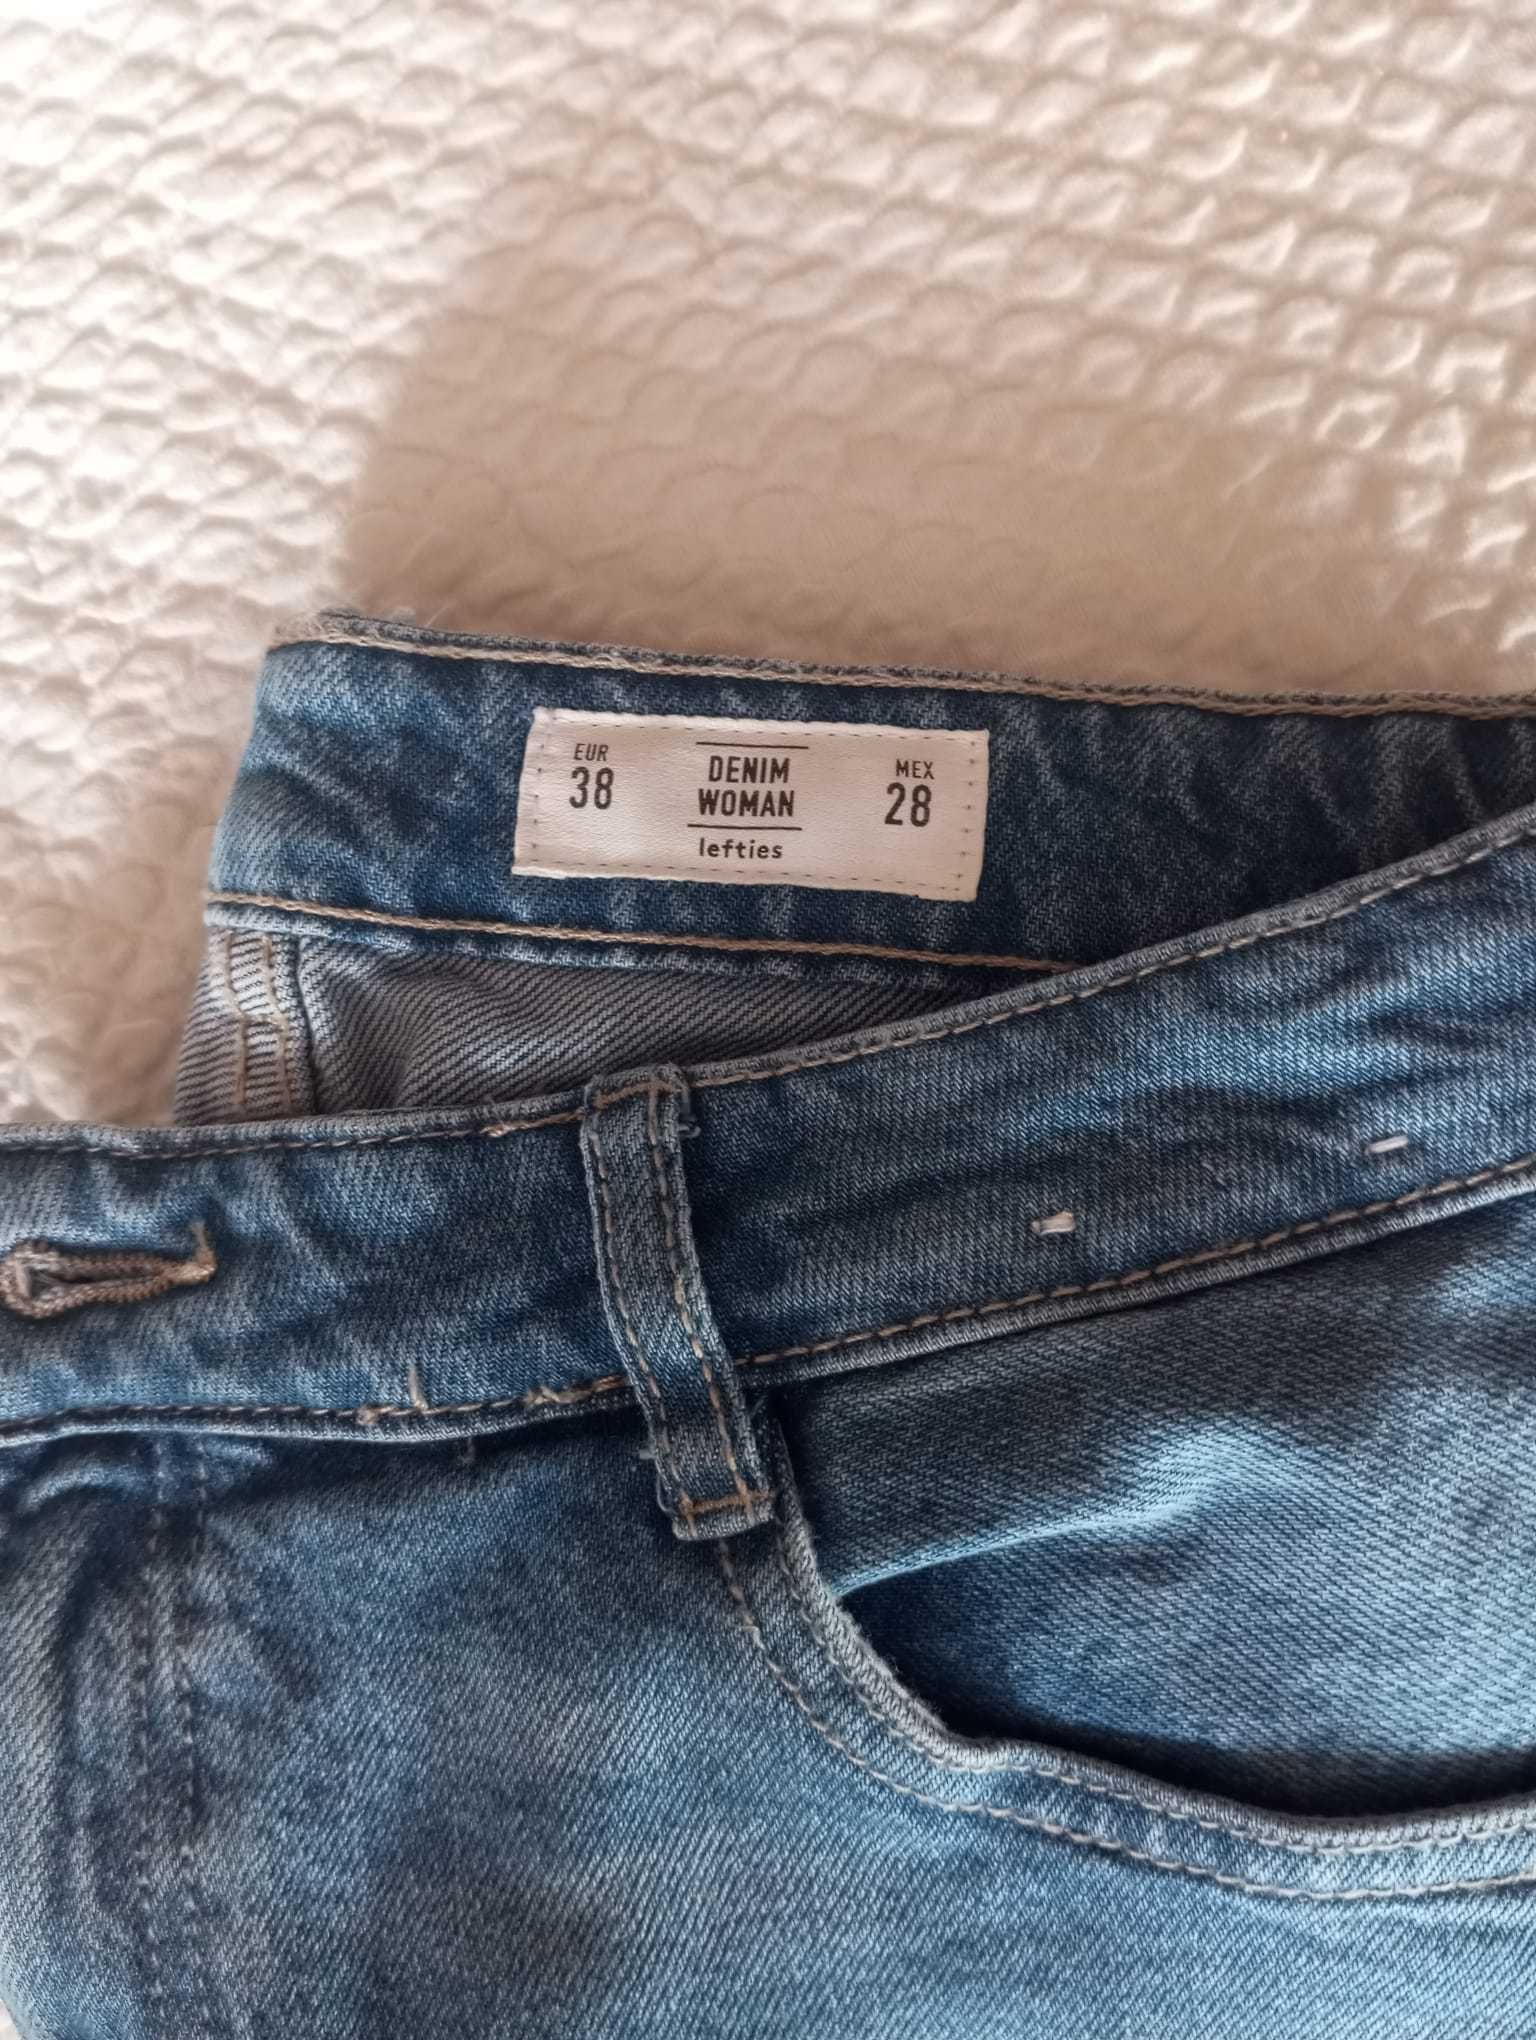 EUR
38
DENIM
WOMAN
lefties
MEX
28